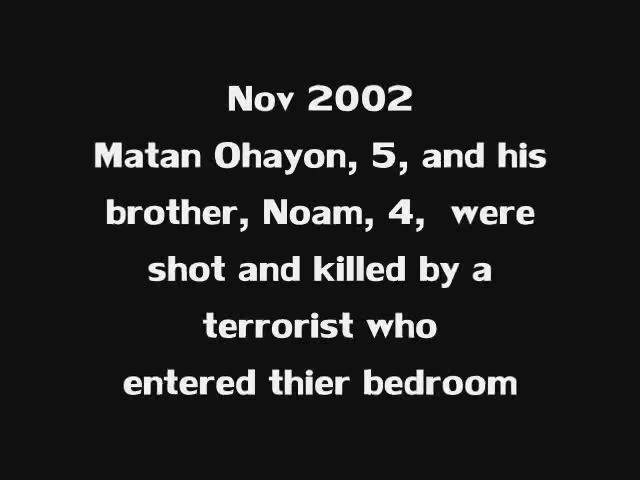 Nov 2002
Matan Ohayon, 5, and his
brother, Noam, 4, were
shot and killed by a
terrorist who
entered thier bedroom